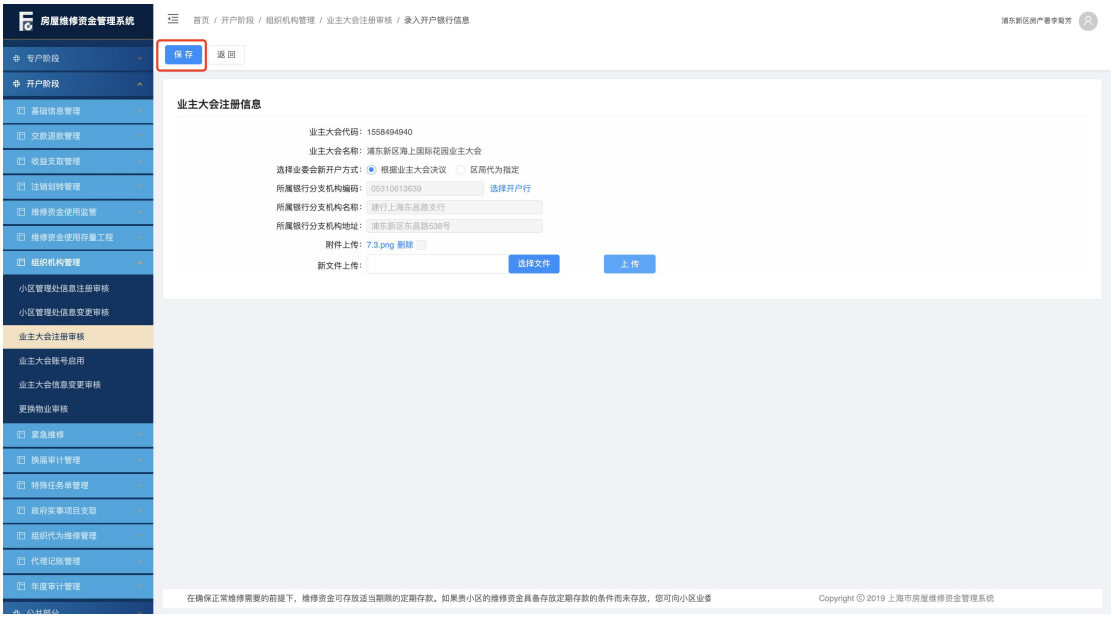 房屋维修资金管理系统
首页 / 开户阶段 / 组织机构管理 / 业主大会注册审核 / 录入开户银行信息
浦东新区房产署李菊芳
专户阶段
开户阶段
基础信息管理
交款退款管理
收益支取管理
注销划转管理
维修资金使用监管
维修资金使用存量工程
组织机构管理
小区管理处信息注册审核
小区管理处信息变更审核
业主大会注册审核
业主大会账号启用
业主大会信息变更审核
更换物业审核
紧急维修
换届审计管理
特殊任务单管理
政府实事项目支取
组织代为维修管理
代理记账管理
年度审计管理
公共部分
保存 返回
业主大会注册信息
业主大会代码: 1558494940
业主大会名称: 浦东新区海上国际花园业主大会
选择业委会新开户方式: 根据业主大会决议 区局代为指定
所属银行分支机构编码: 05310613639 选择开户行
所属银行分支机构名称: 建行上海东昌路支行
所属银行分支机构地址: 浦东新区东昌路538号
附件上传: 7.3.png 删除
新文件上传: 选择文件 上传
在确保正常维修需要的前提下，维修资金可存放适当期限的定期存款。如果贵小区的维修资金具备存放定期存款的条件而未存放，您可向小区业委
Copyright © 2019 上海市房屋维修资金管理系统